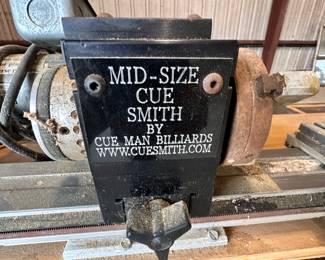 MID-SIZE
CUE
SMITH
BY
CUE MAN BILLIARDS
WWW.CUESMITH.COM